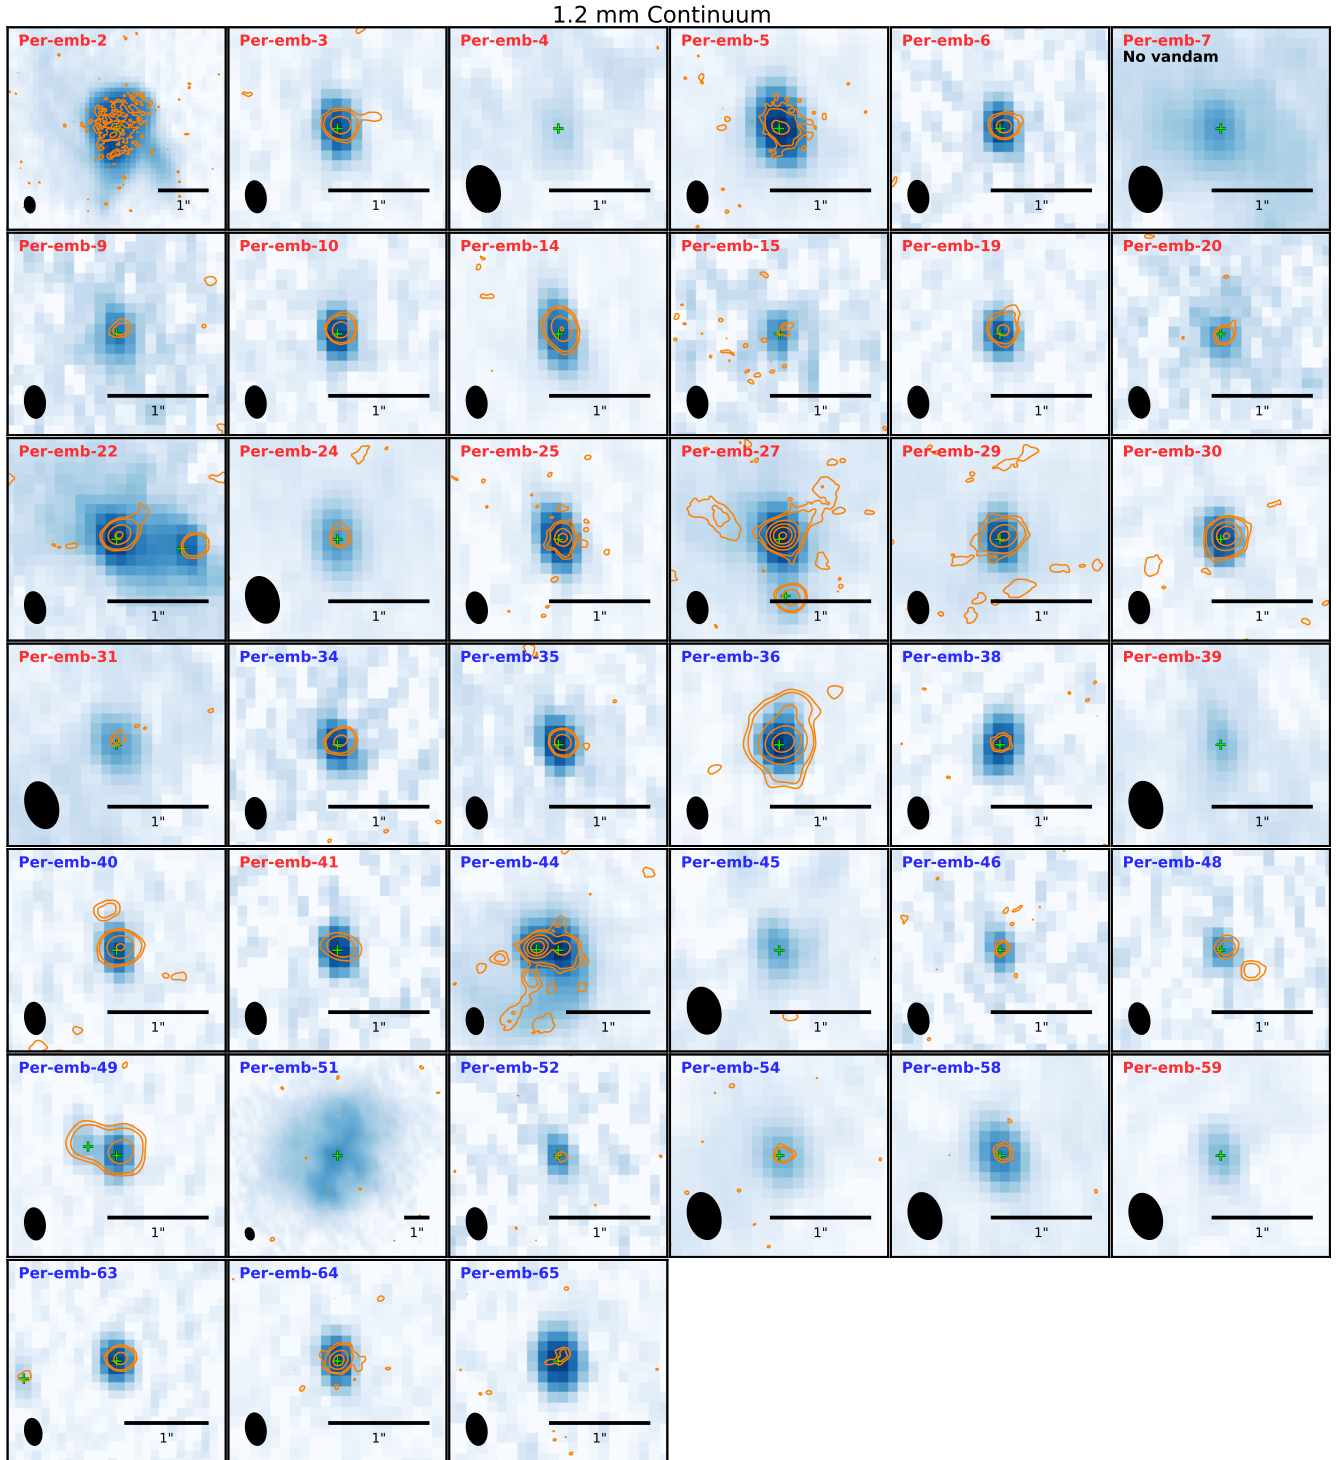 1.2 mm Continuum
Per-emb-2
1"
Per-emb-3
1"
Per-emb-4
1"
Per-emb-5
1"
Per-emb-6
1"
Per-emb-7
No vandam
1"
Per-emb-9
1"
Per-emb-10
1"
Per-emb-14
1"
Per-emb-15
1"
Per-emb-19
1"
Per-emb-20
1"
Per-emb-22
1"
Per-emb-24
1"
Per-emb-25
1"
Per-emb-27
1"
Per-emb-29
1"
Per-emb-30
1"
Per-emb-31
1"
Per-emb-34
1"
Per-emb-35
1"
Per-emb-36
1"
Per-emb-38
1"
Per-emb-39
1"
Per-emb-40
1"
Per-emb-41
1"
Per-emb-44
1"
Per-emb-45
1"
Per-emb-46
1"
Per-emb-48
1"
Per-emb-49
1"
Per-emb-51
1"
Per-emb-52
1"
Per-emb-54
1"
Per-emb-58
1"
Per-emb-59
1"
Per-emb-63
1"
Per-emb-64
1"
Per-emb-65
1"